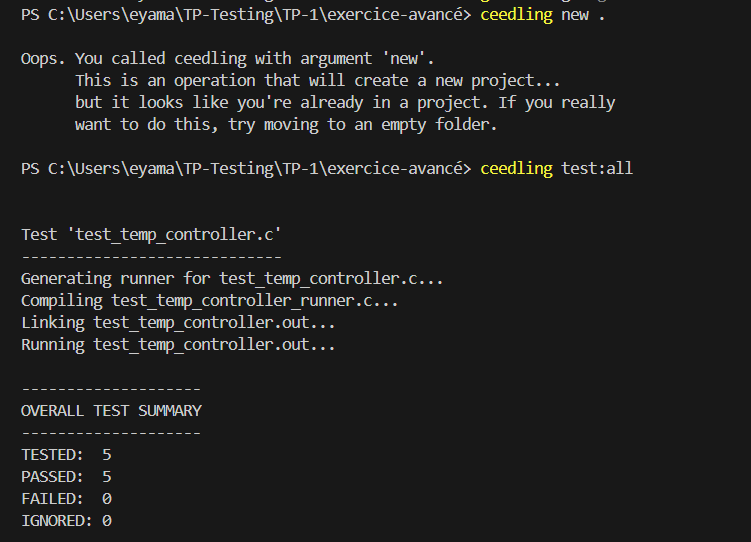 PS C:\Users\eyama\TP-Testing\TP-1\exercice-avancé> ceedling new .
Oops. You called ceedling with argument 'new'.
This is an operation that will create a new project...
but it looks like you're already in a project. If you really
want to do this, try moving to an empty folder.
PS C:\Users\eyama\TP-Testing\TP-1\exercice-avancé> ceedling test:all
Test 'test_temp_controller.c'
-----------------------------
Generating runner for test_temp_controller.c...
Compiling test_temp_controller_runner.c...
Linking test_temp_controller.out...
Running test_temp_controller.out...
--------------------
OVERALL TEST SUMMARY
--------------------
TESTED:  5
PASSED:  5
FAILED:  0
IGNORED: 0